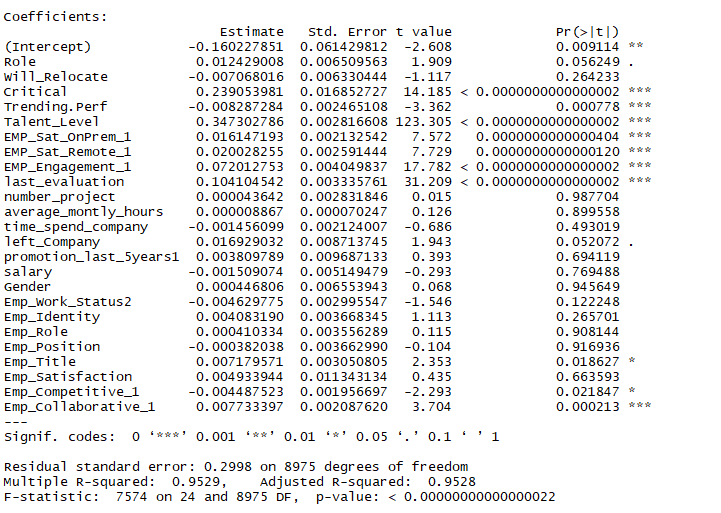 Coefficients:
Estimate Std. Error t value Pr(>|t|)
(Intercept) -0.160227851 0.061429812 -2.608 0.009114 **
Role 0.012429008 0.006509563 1.909 0.056249 .
Will_Relocate -0.007068016 0.006330444 -1.117 0.264233
Critical 0.239053981 0.016852727 14.185 < 0.0000000000000002 ***
Trending.Perf -0.008287284 0.002465108 -3.362 0.000778 ***
Talent_Level 0.347302786 0.002816608 123.305 < 0.0000000000000002 ***
EMP_Sat_OnPrem_1 0.016147193 0.002132542 7.572 0.0000000000000404 ***
EMP_Sat_Remote_1 0.020028255 0.002591444 7.729 0.0000000000000120 ***
EMP_Engagement_1 0.072012753 0.004049837 17.782 < 0.0000000000000002 ***
last_evaluation 0.104104542 0.003335761 31.209 < 0.0000000000000002 ***
number_project 0.000043642 0.002831846 0.015 0.987704
average_montly_hours 0.000008867 0.000070247 0.126 0.899558
time_spend_company -0.001456099 0.002124007 -0.686 0.493019
left_Company 0.016929032 0.008713745 1.943 0.052072 .
promotion_last_5years1 0.003809789 0.009687133 0.393 0.694119
salary -0.001509074 0.005149479 -0.293 0.769488
Gender 0.000446806 0.006553943 0.068 0.945649
Emp_Work_Status2 -0.004629775 0.002995547 -1.546 0.122248
Emp_Identity 0.004083190 0.003668345 1.113 0.265701
Emp_Role 0.000410334 0.003556289 0.115 0.908144
Emp_Position -0.000382038 0.003662990 -0.104 0.916936
Emp_Title 0.007179571 0.003050805 2.353 0.018627 *
Emp_Satisfaction 0.004933944 0.011343134 0.435 0.663593
Emp_Competitive_1 -0.004487523 0.001956697 -2.293 0.021847 *
Emp_Collaborative_1 0.007733397 0.002087620 3.704 0.000213 ***
---
Signif. codes: 0 ‘***’ 0.001 ‘**’ 0.01 ‘*’ 0.05 ‘.’ 0.1 ‘ ’ 1
Residual standard error: 0.2998 on 8975 degrees of freedom
Multiple R-squared: 0.9529, Adjusted R-squared: 0.9528
F-statistic: 7574 on 24 and 8975 DF, p-value: < 0.00000000000000022